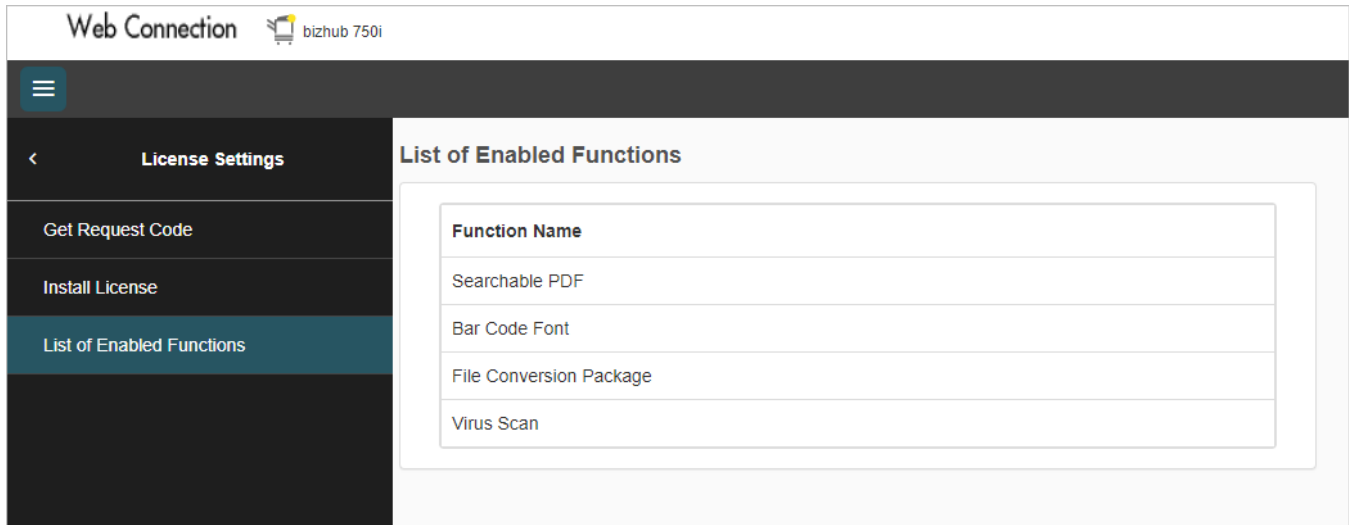 Web Connection
bizhub 750i
License Settings
Get Request Code
Install License
List of Enabled Functions
List of Enabled Functions
Function Name
Searchable PDF
Bar Code Font
File Conversion Package
Virus Scan